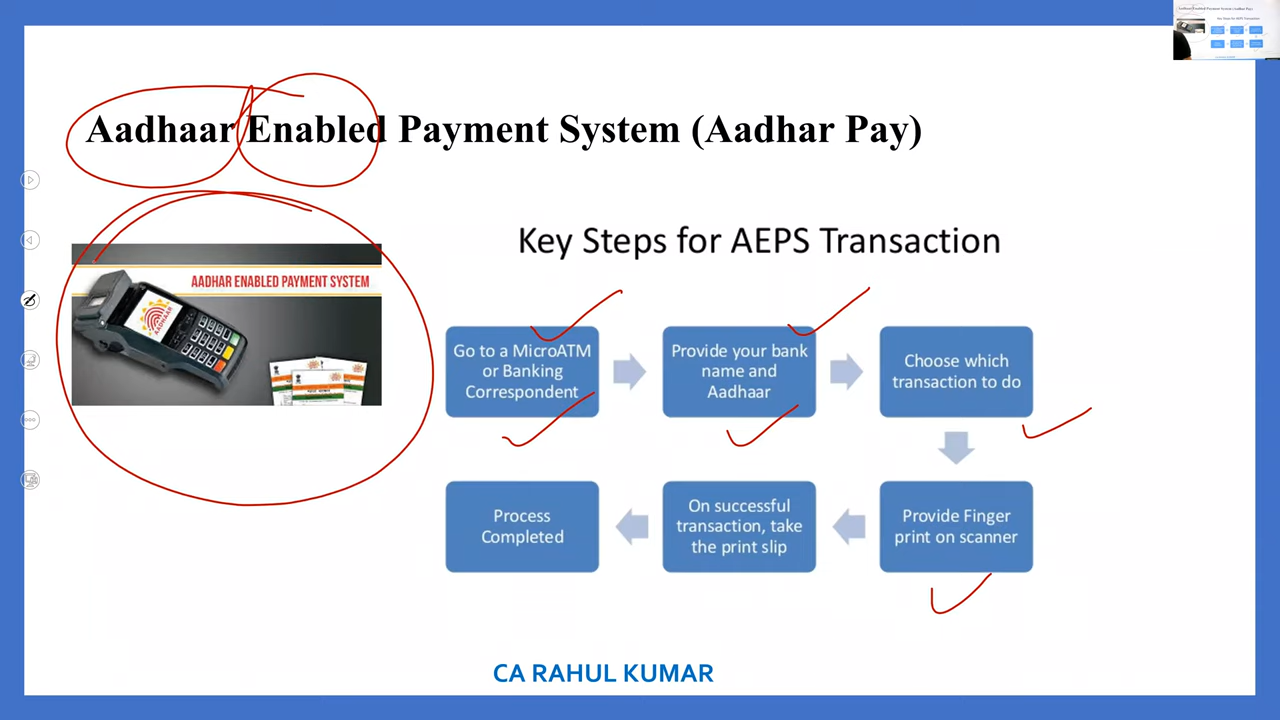 Aadhaar Enabled Payment System (Aadhar Pay)
AADHAR ENABLED PAYMENT SYSTEM
AADHAAR
Key Steps for AEPS Transaction
Go to a MicroATM
or Banking
Correspondent
Provide your bank
name and
Aadhaar
Choose which
transaction to do
Provide Finger
print on scanner
On successful
transaction, take
the print slip
Process
Completed
CA RAHUL KUMAR